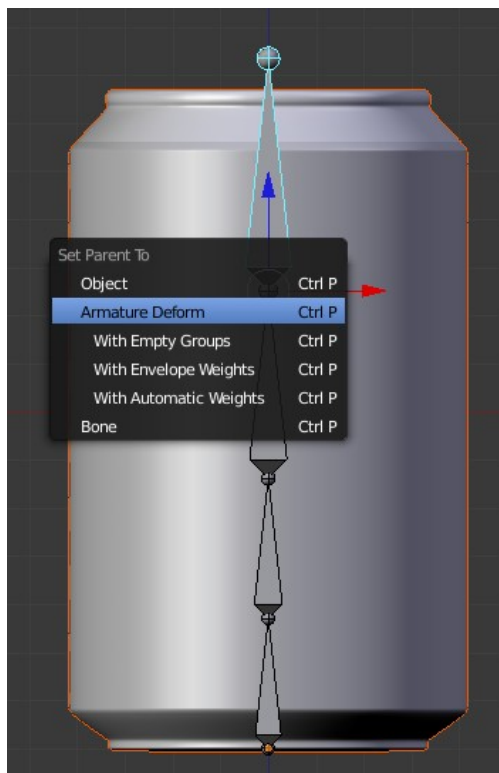 Set Parent To
Object Ctrl P
Armature Deform Ctrl P
With Empty Groups Ctrl P
With Envelope Weights Ctrl P
With Automatic Weights Ctrl P
Bone Ctrl P